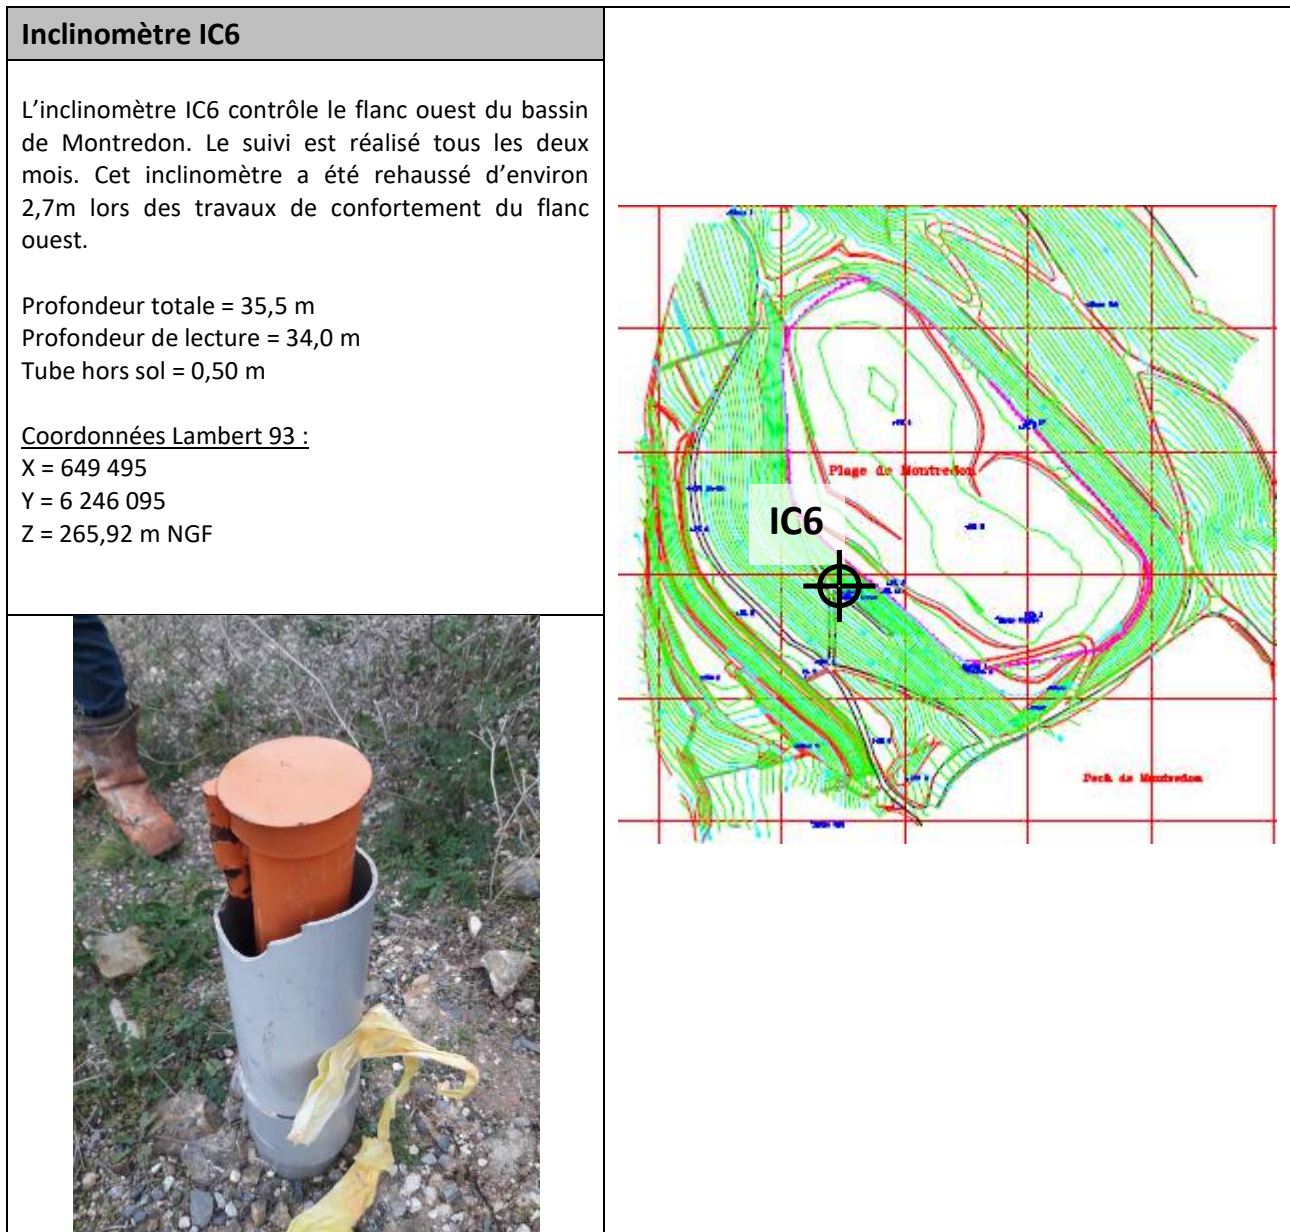 Inclinomètre IC6
L’inclinomètre IC6 contrôle le flanc ouest du bassin
de Montredon. Le suivi est réalisé tous les deux
mois. Cet inclinomètre a été rehaussé d’environ
2,7m lors des travaux de confortement du flanc
ouest.
Profondeur totale = 35,5 m
Profondeur de lecture = 34,0 m
Tube hors sol = 0,50 m
Coordonnées Lambert 93 :
X = 649 495
Y = 6 246 095
Z = 265,92 m NGF
Plage de Montredon
IC6
Pech de Montredon